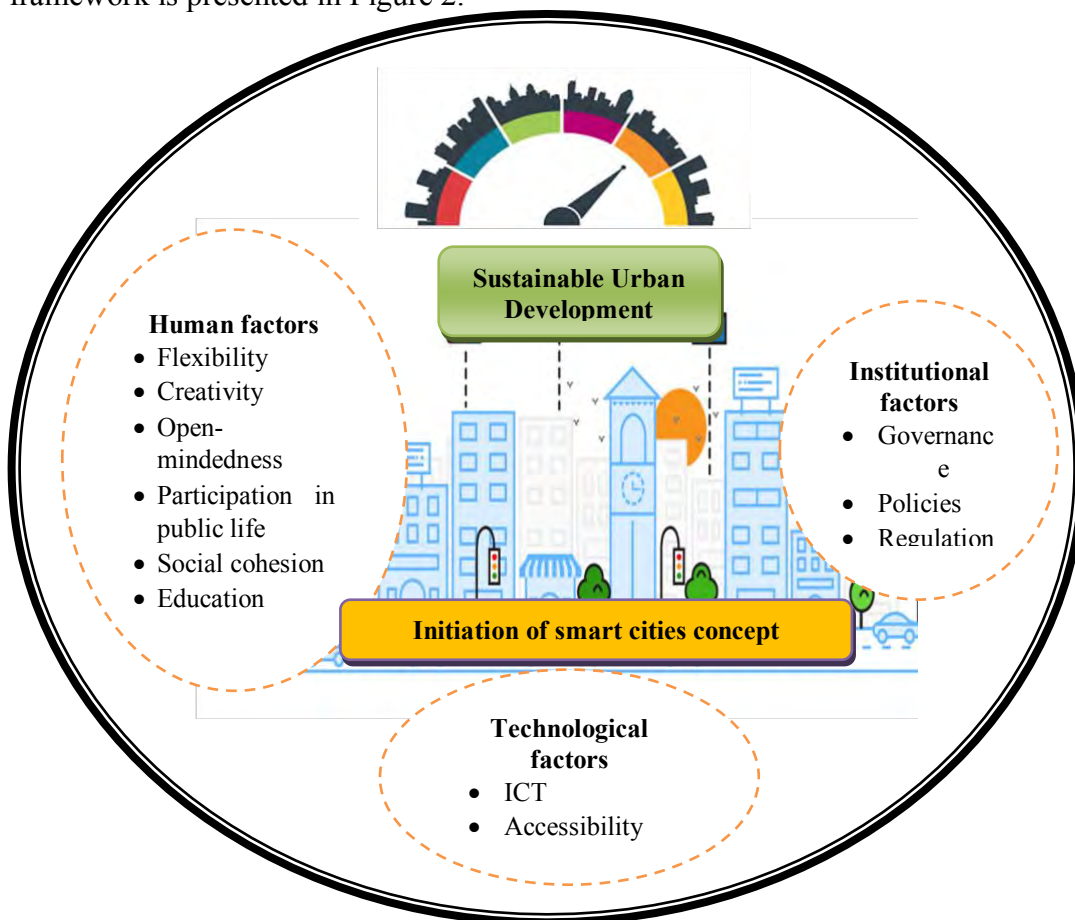 framework is presented in Figure 2.
Sustainable Urban
Development
Human factors
• Flexibility
• Creativity
• Open-
mindedness
• Participation in
public life
• Social cohesion
• Education
Institutional
factors
• Governanc
e
• Policies
• Regulation
Initiation of smart cities concept
Technological
factors
• ICT
• Accessibility